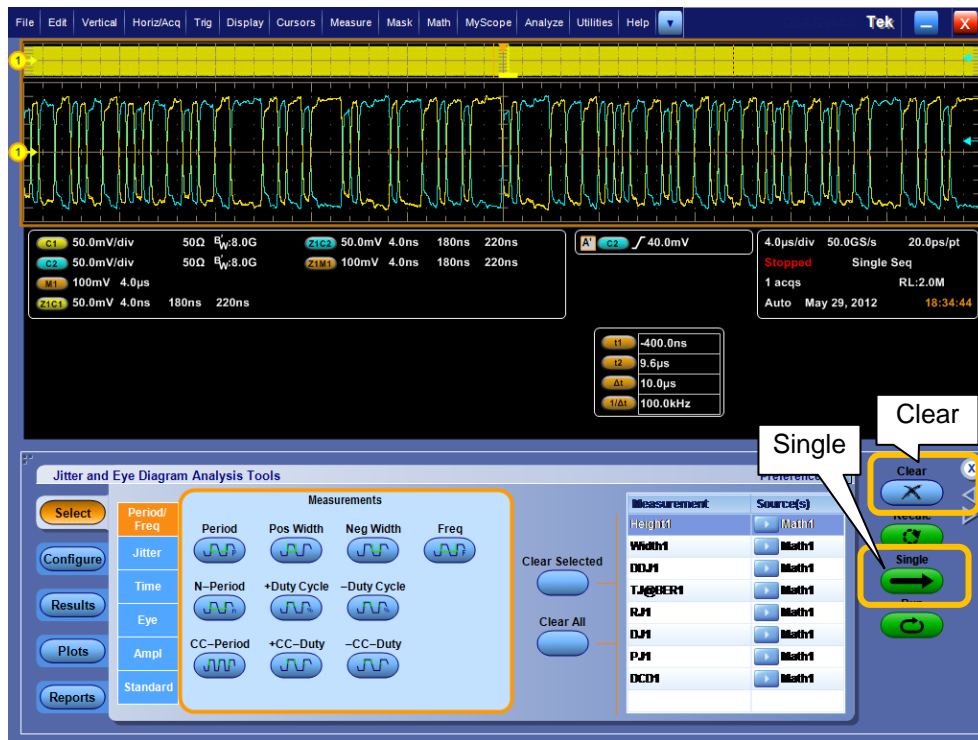 File Edit Vertical Horiz/Acq Trig Display Cursors Measure Mask Math MyScope Analyze Utilities Help Tek X
1
1
C1 50.0mV/div 50Ω B'W:8.0G Z1C2 50.0mV 4.0ns 180ns 220ns
C2 50.0mV/div 50Ω B'W:8.0G Z1M1 100mV 4.0ns 180ns 220ns
M1 100mV 4.0µs
Z1C1 50.0mV 4.0ns 180ns 220ns
A' C2 40.0mV
4.0µs/div 50.0GS/s 20.0ps/pt
Stopped Single Seq
1 acqs RL:2.0M
Auto May 29, 2012 18:34:44
t1 -400.0ns
t2 9.6µs
Δt 10.0µs
1/Δt 100.0kHz
Clear
Single
Jitter and Eye Diagram Analysis Tools
Select
Configure
Results
Plots
Reports
Period/
Freq
Jitter
Time
Eye
Ampl
Standard
Measurements
Period Pos Width Neg Width Freq
N–Period +Duty Cycle –Duty Cycle
CC–Period +CC–Duty –CC–Duty
Clear Selected
Clear All
Measurement Source(s)
Height1 Math1
Width1 Math1
DDJ1 Math1
TJ@BER1 Math1
RJ1 Math1
DJ1 Math1
PJ1 Math1
DCD1 Math1
Clear
X
Single